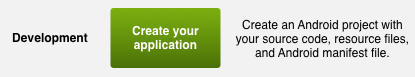 Development
Create your
application
Create an Android project with
your source code, resource files,
and Android manifest file.